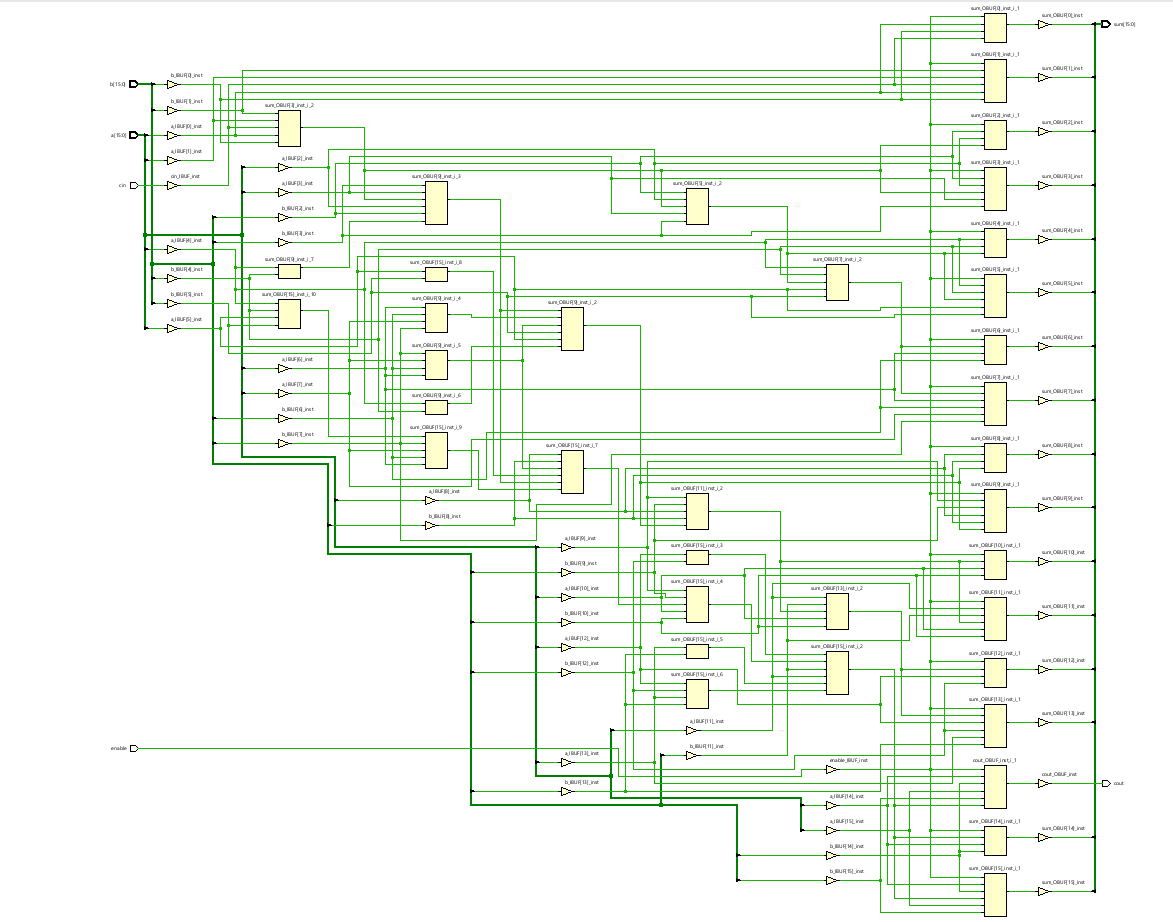 sum_OBUF[0]_inst_i_1
sum_OBUF[0]_inst
sum[15:0]
sum_OBUF[1]_inst_i_1
sum_OBUF[1]_inst
b_IBUF[0]_inst
b[15:0]
b_IBUF[1]_inst
sum_OBUF[3]_inst_i_2
sum_OBUF[2]_inst_i_1
sum_OBUF[2]_inst
a_IBUF[0]_inst
a[15:0]
a_IBUF[1]_inst
a_IBUF[2]_inst
sum_OBUF[3]_inst_i_1
sum_OBUF[3]_inst
cin_IBUF_inst
cin
a_IBUF[3]_inst
sum_OBUF[9]_inst_i_3
sum_OBUF[5]_inst_i_2
b_IBUF[2]_inst
b_IBUF[3]_inst
sum_OBUF[4]_inst_i_1
sum_OBUF[4]_inst
a_IBUF[4]_inst
sum_OBUF[9]_inst_i_7
sum_OBUF[15]_inst_i_8
sum_OBUF[7]_inst_i_2
b_IBUF[4]_inst
sum_OBUF[5]_inst_i_1
sum_OBUF[5]_inst
b_IBUF[5]_inst
sum_OBUF[15]_inst_i_10
sum_OBUF[9]_inst_i_4
sum_OBUF[9]_inst_i_2
a_IBUF[5]_inst
sum_OBUF[6]_inst_i_1
sum_OBUF[6]_inst
sum_OBUF[9]_inst_i_5
a_IBUF[6]_inst
a_IBUF[7]_inst
sum_OBUF[7]_inst_i_1
sum_OBUF[7]_inst
sum_OBUF[9]_inst_i_6
b_IBUF[6]_inst
b_IBUF[7]_inst
sum_OBUF[15]_inst_i_9
sum_OBUF[15]_inst_i_7
sum_OBUF[8]_inst_i_1
sum_OBUF[8]_inst
a_IBUF[8]_inst
sum_OBUF[11]_inst_i_2
sum_OBUF[9]_inst_i_1
sum_OBUF[9]_inst
b_IBUF[8]_inst
a_IBUF[9]_inst
sum_OBUF[15]_inst_i_3
sum_OBUF[10]_inst_i_1
sum_OBUF[10]_inst
b_IBUF[9]_inst
sum_OBUF[15]_inst_i_4
a_IBUF[10]_inst
sum_OBUF[13]_inst_i_2
sum_OBUF[11]_inst_i_1
sum_OBUF[11]_inst
b_IBUF[10]_inst
a_IBUF[12]_inst
sum_OBUF[15]_inst_i_5
sum_OBUF[15]_inst_i_2
sum_OBUF[12]_inst_i_1
sum_OBUF[12]_inst
b_IBUF[12]_inst
sum_OBUF[15]_inst_i_6
sum_OBUF[13]_inst_i_1
sum_OBUF[13]_inst
a_IBUF[11]_inst
enable
b_IBUF[11]_inst
a_IBUF[13]_inst
enable_IBUF_inst
cout_OBUF_inst_i_1
cout_OBUF_inst
cout
b_IBUF[13]_inst
a_IBUF[14]_inst
a_IBUF[15]_inst
sum_OBUF[14]_inst_i_1
sum_OBUF[14]_inst
b_IBUF[14]_inst
b_IBUF[15]_inst
sum_OBUF[15]_inst_i_1
sum_OBUF[15]_inst